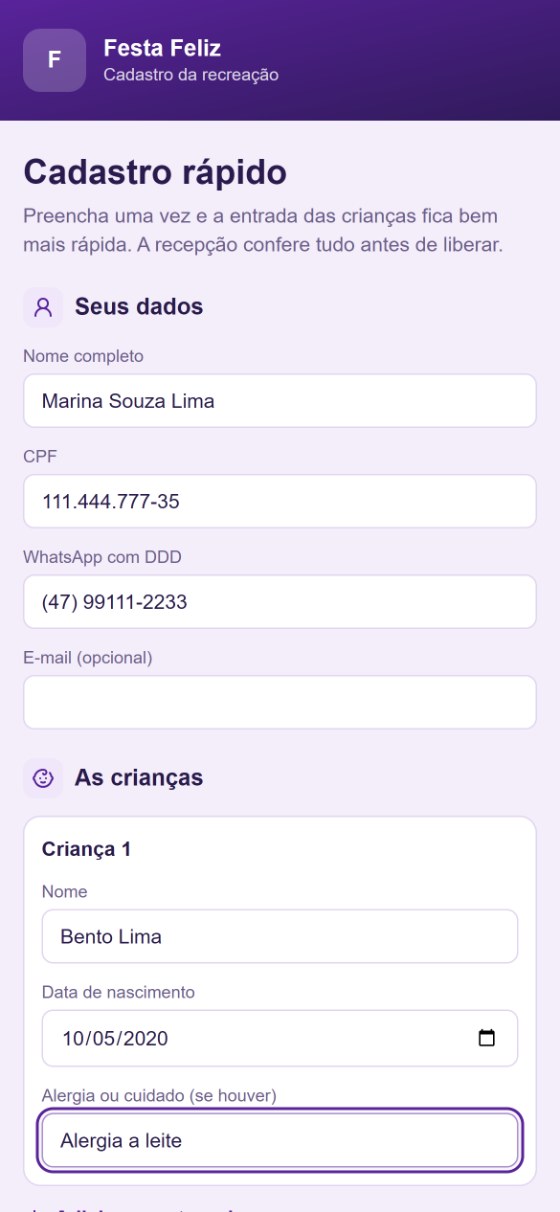 F
Festa Feliz
Cadastro da recreação
Cadastro rápido
Preencha uma vez e a entrada das crianças fica bem
mais rápida. A recepção confere tudo antes de liberar.
Seus dados
Nome completo
Marina Souza Lima
CPF
111.444.777-35
WhatsApp com DDD
(47) 99111-2233
E-mail (opcional)
As crianças
Criança 1
Nome
Bento Lima
Data de nascimento
10/05/2020
Alergia ou cuidado (se houver)
Alergia a leite